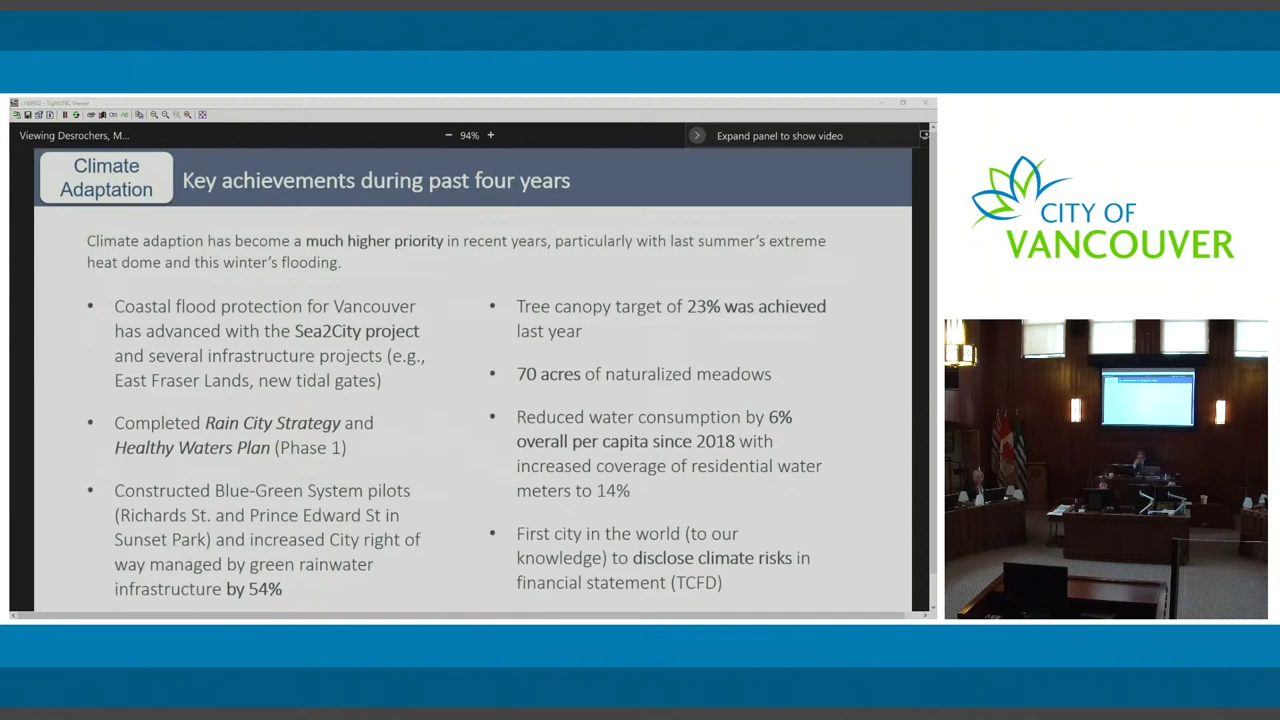 Viewing Desrochers, M...
94%
Expand panel to show video
Climate
Adaptation
Key achievements during past four years
Climate adaption has become a much higher priority in recent years, particularly with last summer's extreme
heat dome and this winter's flooding.
• Coastal flood protection for Vancouver
has advanced with the Sea2City project
and several infrastructure projects (e.g.,
East Fraser Lands, new tidal gates)
• Completed Rain City Strategy and
Healthy Waters Plan (Phase 1)
• Constructed Blue-Green System pilots
(Richards St. and Prince Edward St in
Sunset Park) and increased City right of
way managed by green rainwater
infrastructure by 54%
• Tree canopy target of 23% was achieved
last year
• 70 acres of naturalized meadows
• Reduced water consumption by 6%
overall per capita since 2018 with
increased coverage of residential water
meters to 14%
• First city in the world (to our
knowledge) to disclose climate risks in
financial statement (TCFD)
CITY OF
VANCOUVER